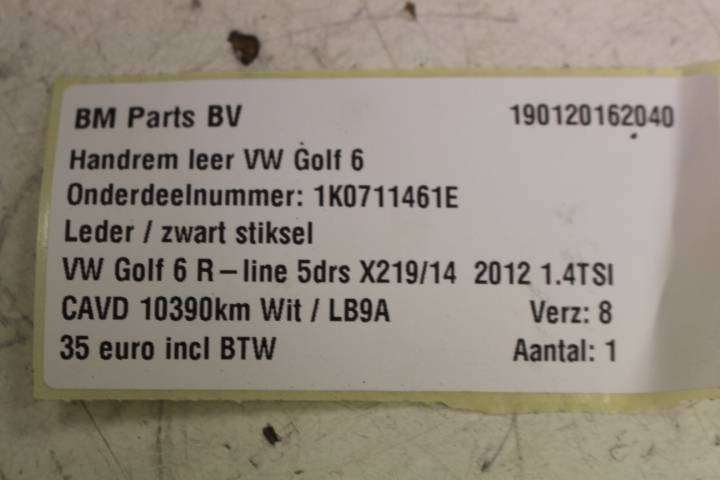 BM Parts BV 190120162040
Handrem leer VW Golf 6
Onderdeelnummer: 1K0711461E
Leder / zwart stiksel
VW Golf 6 R-line 5drs X219/14 2012 1.4TSI
CAVD 10390km Wit / LB9A Verz: 8
35 euro incl BTW Aantal: 1